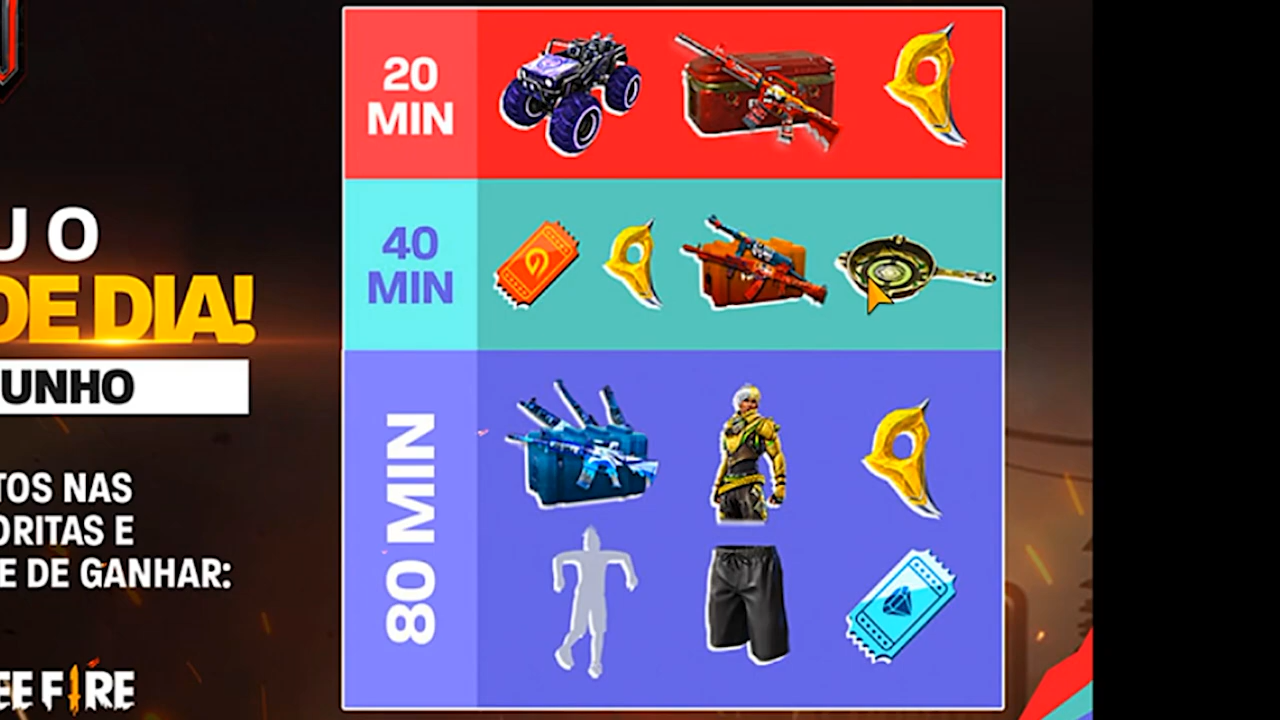 U O
DE DIA!
UNHO
TOS NAS
ORITAS E
E DE GANHAR:
EE FIRE
20
MIN
40
MIN
80 MIN